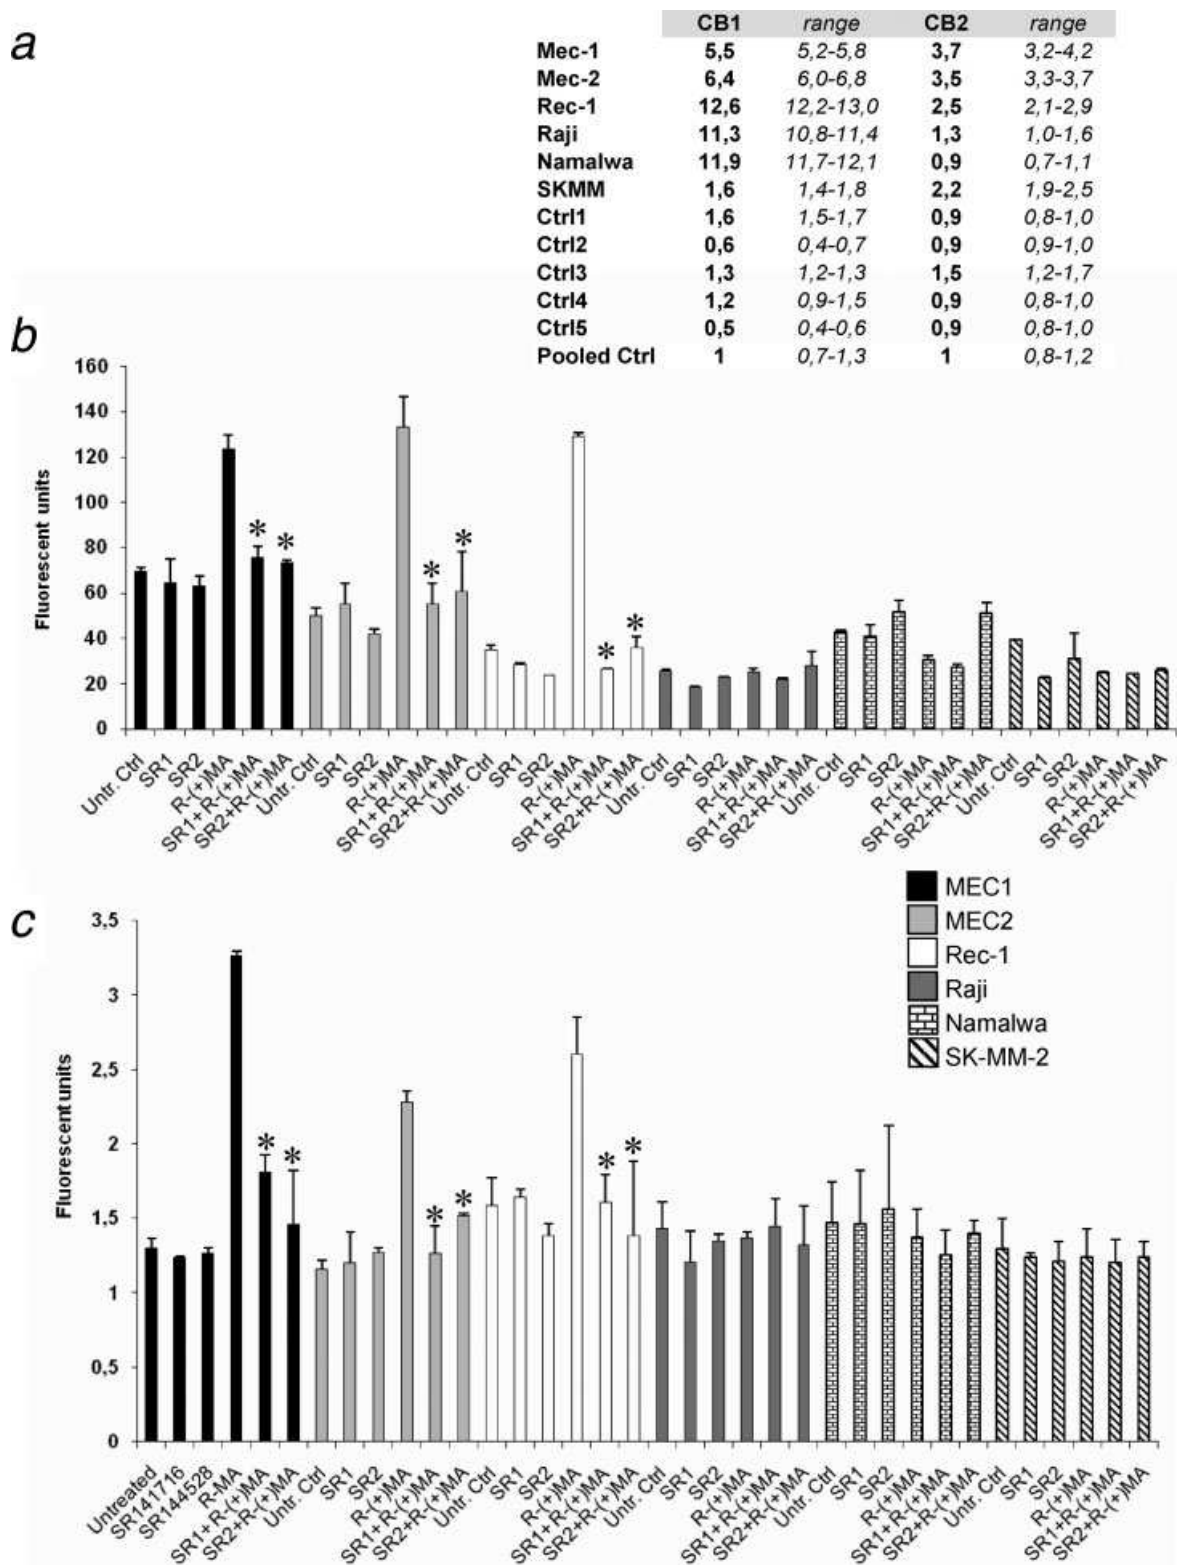 a
CB1 range CB2 range
Mec-1 5,5 5,2-5,8 3,7 3,2-4,2
Mec-2 6,4 6,0-6,8 3,5 3,3-3,7
Rec-1 12,6 12,2-13,0 2,5 2,1-2,9
Raji 11,3 10,8-11,4 1,3 1,0-1,6
Namalwa 11,9 11,7-12,1 0,9 0,7-1,1
SKMM 1,6 1,4-1,8 2,2 1,9-2,5
Ctrl1 1,6 1,5-1,7 0,9 0,8-1,0
Ctrl2 0,6 0,4-0,7 0,9 0,9-1,0
Ctrl3 1,3 1,2-1,3 1,5 1,2-1,7
Ctrl4 1,2 0,9-1,5 0,9 0,8-1,0
Ctrl5 0,5 0,4-0,6 0,9 0,8-1,0
Pooled Ctrl 1 0,7-1,3 1 0,8-1,2
b
160
140
120
100
80
60
40
20
0
Fluorescent units
* * * * * *
Untr. Ctrl
SR1
SR2
R-(+)MA
SR1+R-(+)MA
SR2+R-(+)MA
Untr. Ctrl
SR1
SR2
R-(+)MA
SR1+R-(+)MA
SR2+R-(+)MA
Untr. Ctrl
SR1
SR2
R-(+)MA
SR1+R-(+)MA
SR2+R-(+)MA
Untr. Ctrl
SR1
SR2
R-(+)MA
SR1+R-(+)MA
SR2+R-(+)MA
Untr. Ctrl
SR1
SR2
R-(+)MA
SR1+R-(+)MA
SR2+R-(+)MA
Untr. Ctrl
SR1
SR2
R-(+)MA
SR1+R-(+)MA
SR2+R-(+)MA
MEC1
MEC2
Rec-1
Raji
Namalwa
SK-MM-2
c
3,5
3
2,5
2
1,5
1
0,5
0
Fluorescent units
* * * * * *
Untreated
SR141716
SR144528
R-MA
SR1+ R-(+)MA
SR2+R-(+)MA
Untr. Ctrl
SR1
SR2
R-(+)MA
SR1+ R-(+)MA
SR2+R-(+)MA
Untr. Ctrl
SR1
SR2
R-(+)MA
SR1+ R-(+)MA
SR2+R-(+)MA
Untr. Ctrl
SR1
SR2
R-(+)MA
SR1+R-(+)MA
SR2+R-(+)MA
Untr. Ctrl
SR1
SR2
R-(+)MA
SR1+R-(+)MA
SR2+R-(+)MA
Untr. Ctrl
SR1
SR2
R-(+)MA
SR1+R-(+)MA
SR2+R-(+)MA